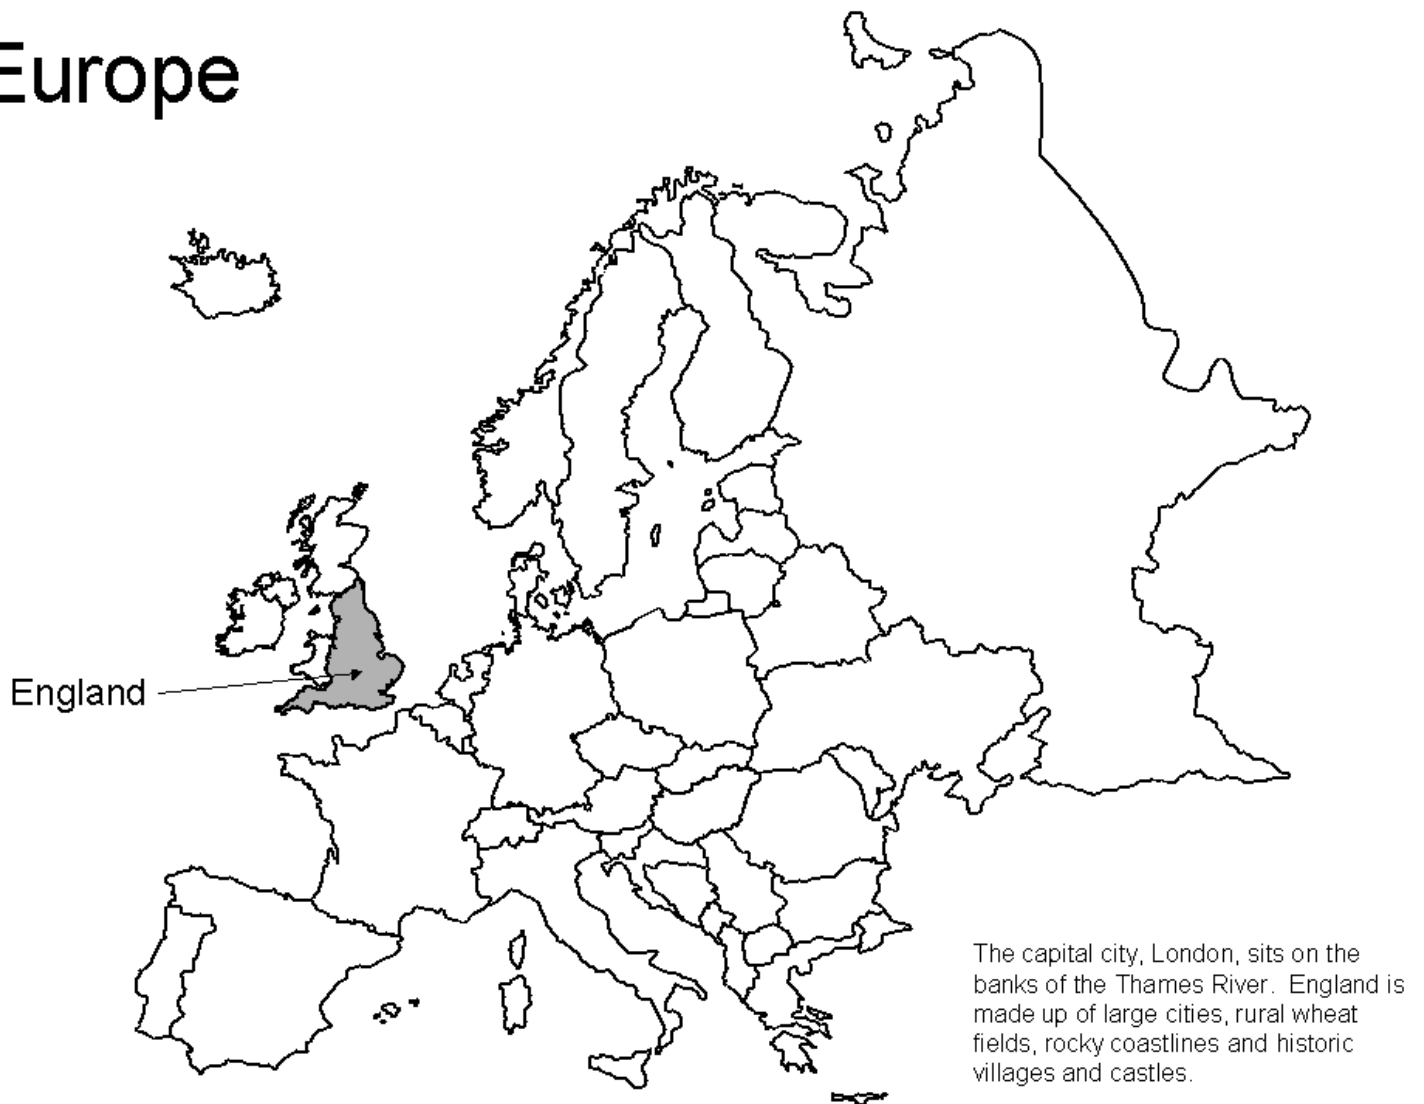 Europe
England
The capital city, London, sits on the
banks of the Thames River. England is
made up of large cities, rural wheat
fields, rocky coastlines and historic
villages and castles.